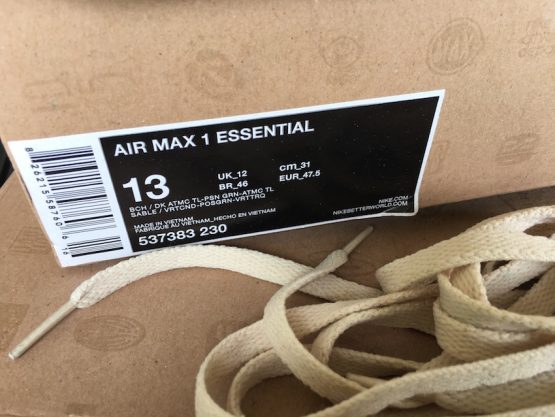 AIR MAX 1 ESSENTIAL
13
UK_12
cm_31
BR_46
EUR_47.5
BCH / DK ATMC TL-PSN GRN-ATMC TL
SABLE / VRTCND-POSGRN-VRTTRQ
MADE IN VIETNAM
FABRIQUE AU VIETNAM_HECHO EN VIETNAM
537383 230
NIKE.COM
NIKEBETTERWORLD.COM